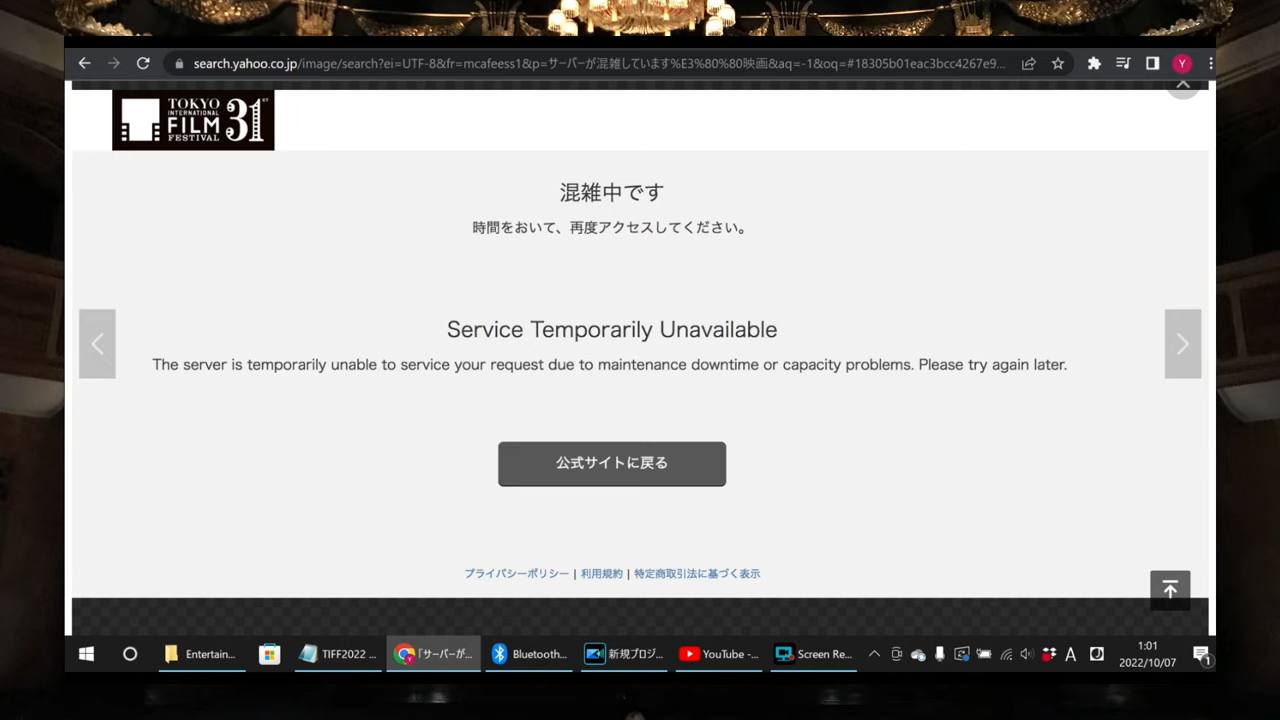 search.yahoo.co.jp/image/search?ei=UTF-8&fr=mcafeess1&p=サーバーが混雑しています%E3%80%80映画&aq=-1&oq=#18305b01eac3bcc4267e9...
Y
TOKYO
INTERNATIONAL
FILM
FESTIVAL
31ST
混雑中です
時間をおいて、再度アクセスしてください。
Service Temporarily Unavailable
The server is temporarily unable to service your request due to maintenance downtime or capacity problems. Please try again later.
公式サイトに戻る
プライバシーポリシー | 利用規約 | 特定商取引法に基づく表示
Entertain...
TIFF2022 ...
「サーバーが...
Bluetooth...
新規プロジ...
YouTube -...
Screen Re...
A
1:01
2022/10/07
1